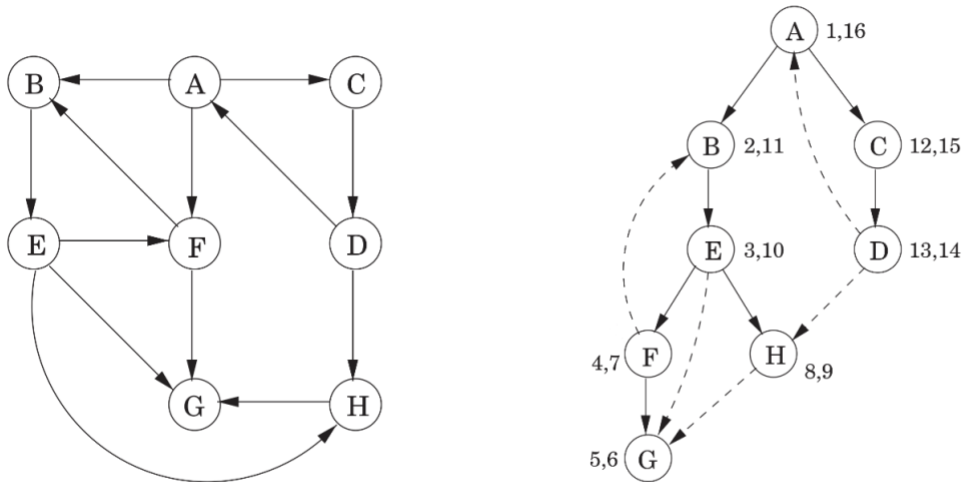 B A C
E F D
G H
A 1,16
B 2,11 C 12,15
E 3,10 D 13,14
4,7 F H 8,9
5,6 G